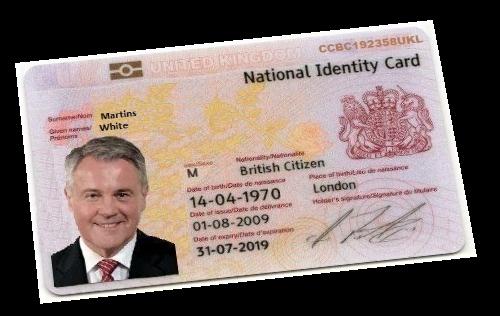 UNITED KINGDOM
CCBC192358UKL
National Identity Card
Surname/Nom
Martins
Given names/
Prénoms
White
sex/Sexe
M
Nationality/Nationalité
British Citizen
Date of birth/Date de naissance
14-04-1970
Place of birth/Lieu de naissance
London
Date of issue/Date de délivrance
01-08-2009
Holder's signature/Signature du titulaire
Date of expiry/Date d'expiration
31-07-2019